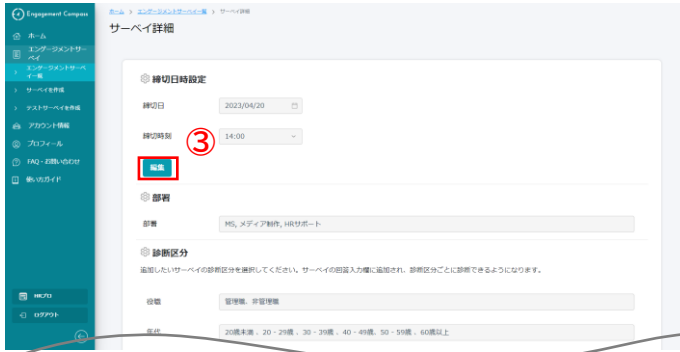 Engagement Compass
ホーム > エンゲージメントサーベイ一覧 > サーベイ詳細
サーベイ詳細
ホーム
エンゲージメントサー
ベイ
エンゲージメントサーベ
イ一覧
サーベイを作成
テストサーベイを作成
アカウント情報
プロフィール
FAQ・お問い合わせ
使い方ガイド
HRプロ
ログアウト
締切日時設定
締切日
2023/04/20
締切時刻
14:00
③
編集
部署
部署
MS, メディア制作, HRサポート
診断区分
追加したいサーベイの診断区分を選択してください。サーベイの回答入力欄に追加され、診断区分ごとに診断できるようになります。
役職
管理職、非管理職
年代
20歳未満 、20 - 29歳 、30 - 39歳 、40 - 49歳、50 - 59歳 、60歳以上